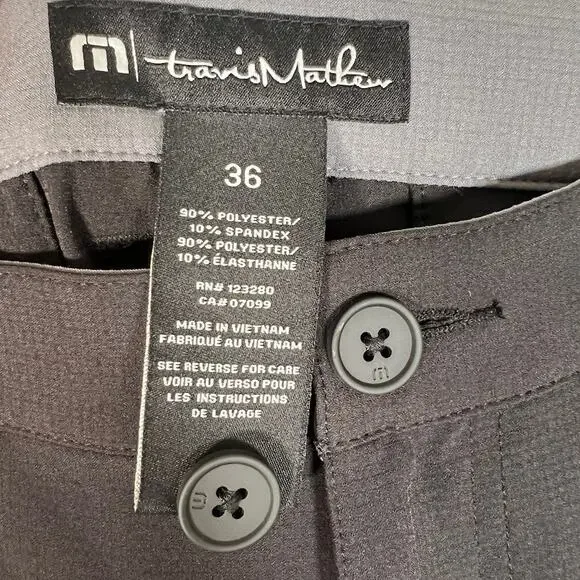 m travisMathew
36
90% POLYESTER/
10% SPANDEX
90% POLYESTER/
10% ÉLASTHANNE
RN# 123280
CA# 07099
MADE IN VIETNAM
FABRIQUÉ AU VIETNAM
SEE REVERSE FOR CARE
VOIR AU VERSO POUR
LES INSTRUCTIONS
DE LAVAGE